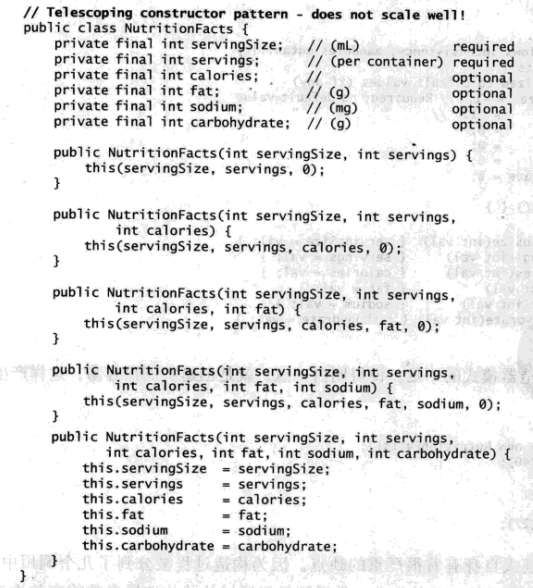 // Telescoping constructor pattern - does not scale well!
public class NutritionFacts {
    private final int servingSize;   // (mL)            required
    private final int servings;      // (per container) required
    private final int calories;      //                 optional
    private final int fat;           // (g)             optional
    private final int sodium;        // (mg)            optional
    private final int carbohydrate;  // (g)             optional

    public NutritionFacts(int servingSize, int servings) {
        this(servingSize, servings, 0);
    }

    public NutritionFacts(int servingSize, int servings,
            int calories) {
        this(servingSize, servings, calories, 0);
    }

    public NutritionFacts(int servingSize, int servings,
            int calories, int fat) {
        this(servingSize, servings, calories, fat, 0);
    }

    public NutritionFacts(int servingSize, int servings,
            int calories, int fat, int sodium) {
        this(servingSize, servings, calories, fat, sodium, 0);
    }
    public NutritionFacts(int servingSize, int servings,
           int calories, int fat, int sodium, int carbohydrate) {
        this.servingSize  = servingSize;
        this.servings     = servings;
        this.calories     = calories;
        this.fat          = fat;
        this.sodium       = sodium;
        this.carbohydrate = carbohydrate;
    }
}